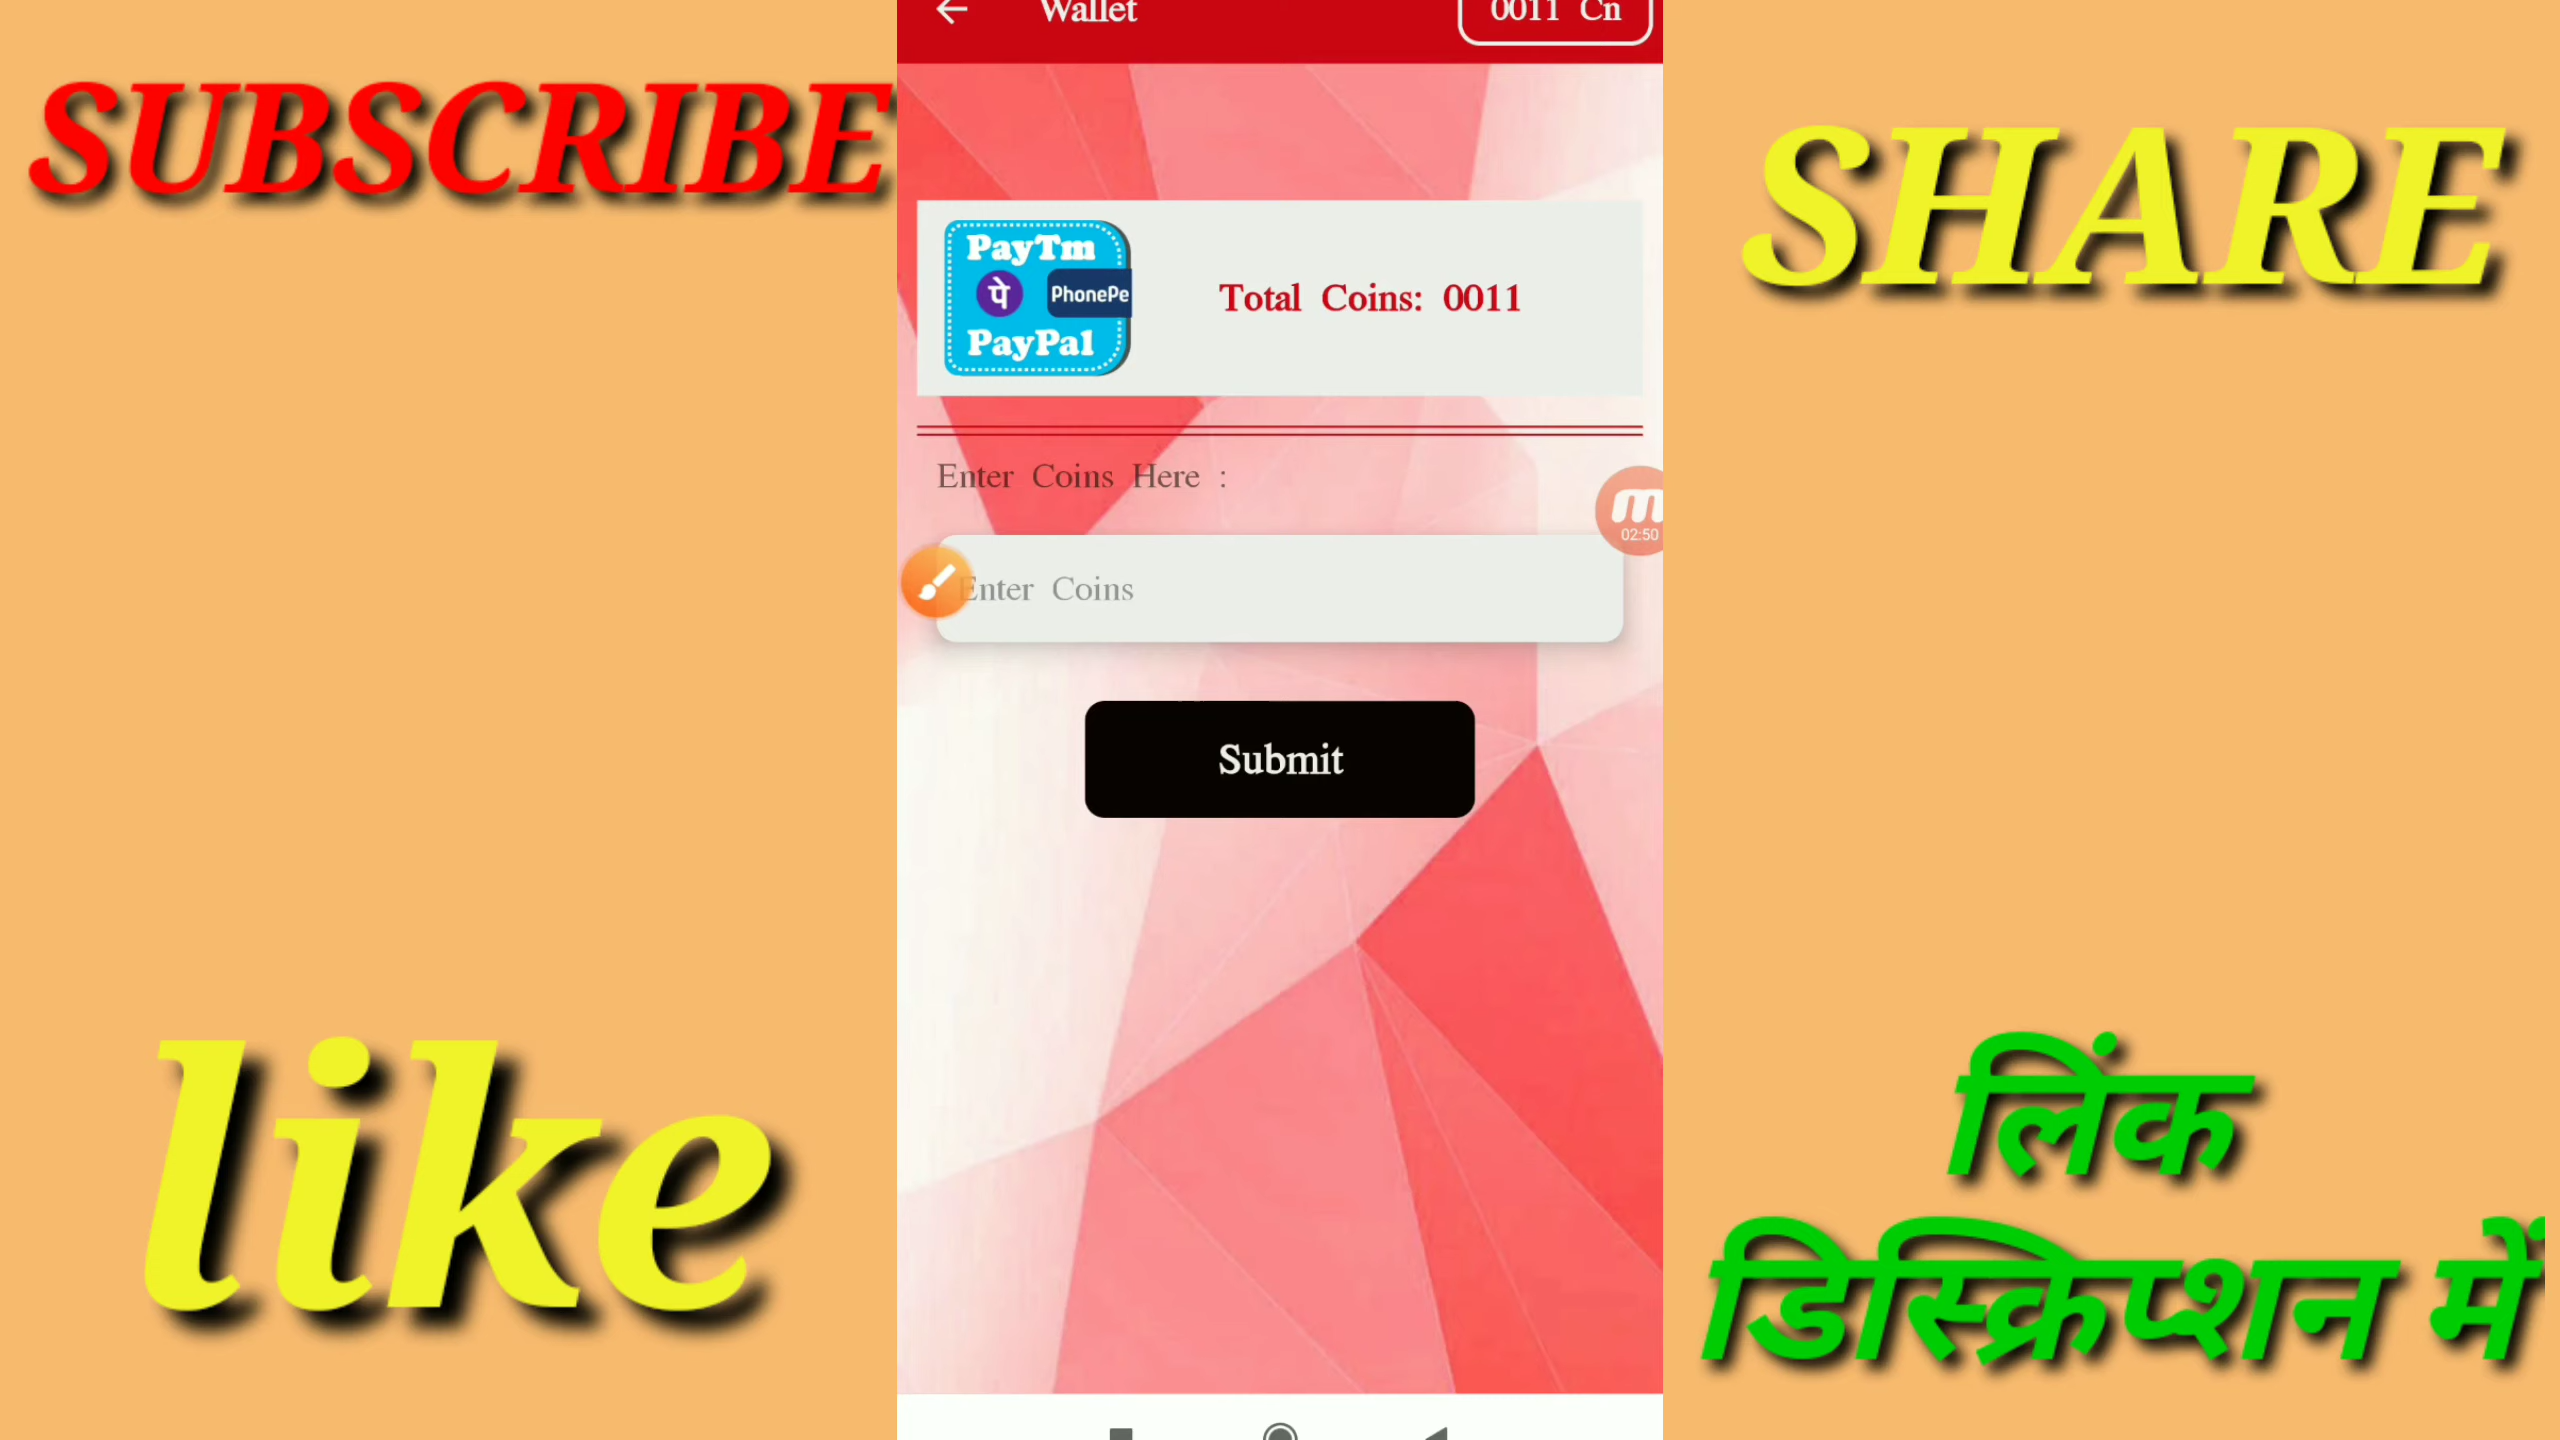 Wallet
0011 Cn
SUBSCRIBE
SHARE
PayTm
पे PhonePe
PayPal
Total Coins: 0011
Enter Coins Here :
02:50
Enter Coins
Submit
like
लिंक
डिस्क्रिप्शन में